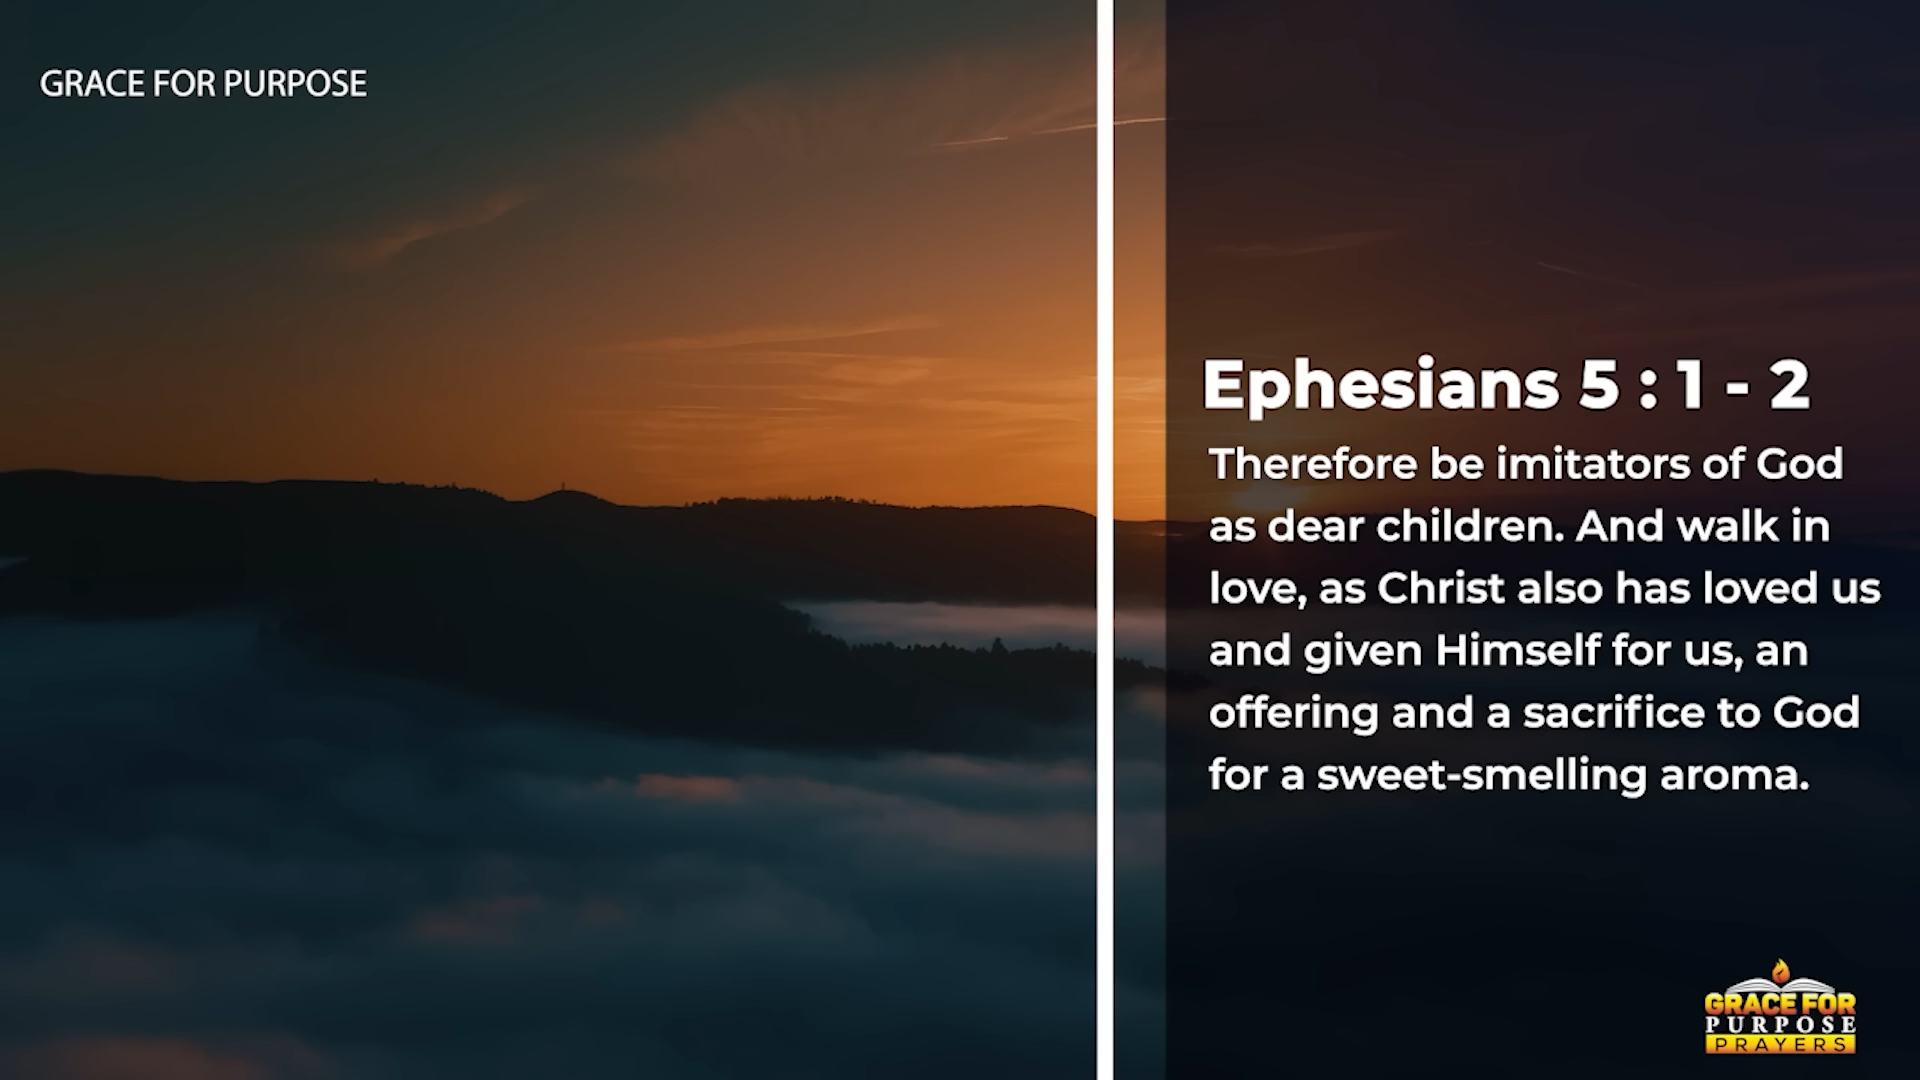 GRACE FOR PURPOSE
Ephesians 5 : 1 - 2
Therefore be imitators of God
as dear children. And walk in
love, as Christ also has loved us
and given Himself for us, an
offering and a sacrifice to God
for a sweet-smelling aroma.
GRACE FOR
PURPOSE
PRAYERS